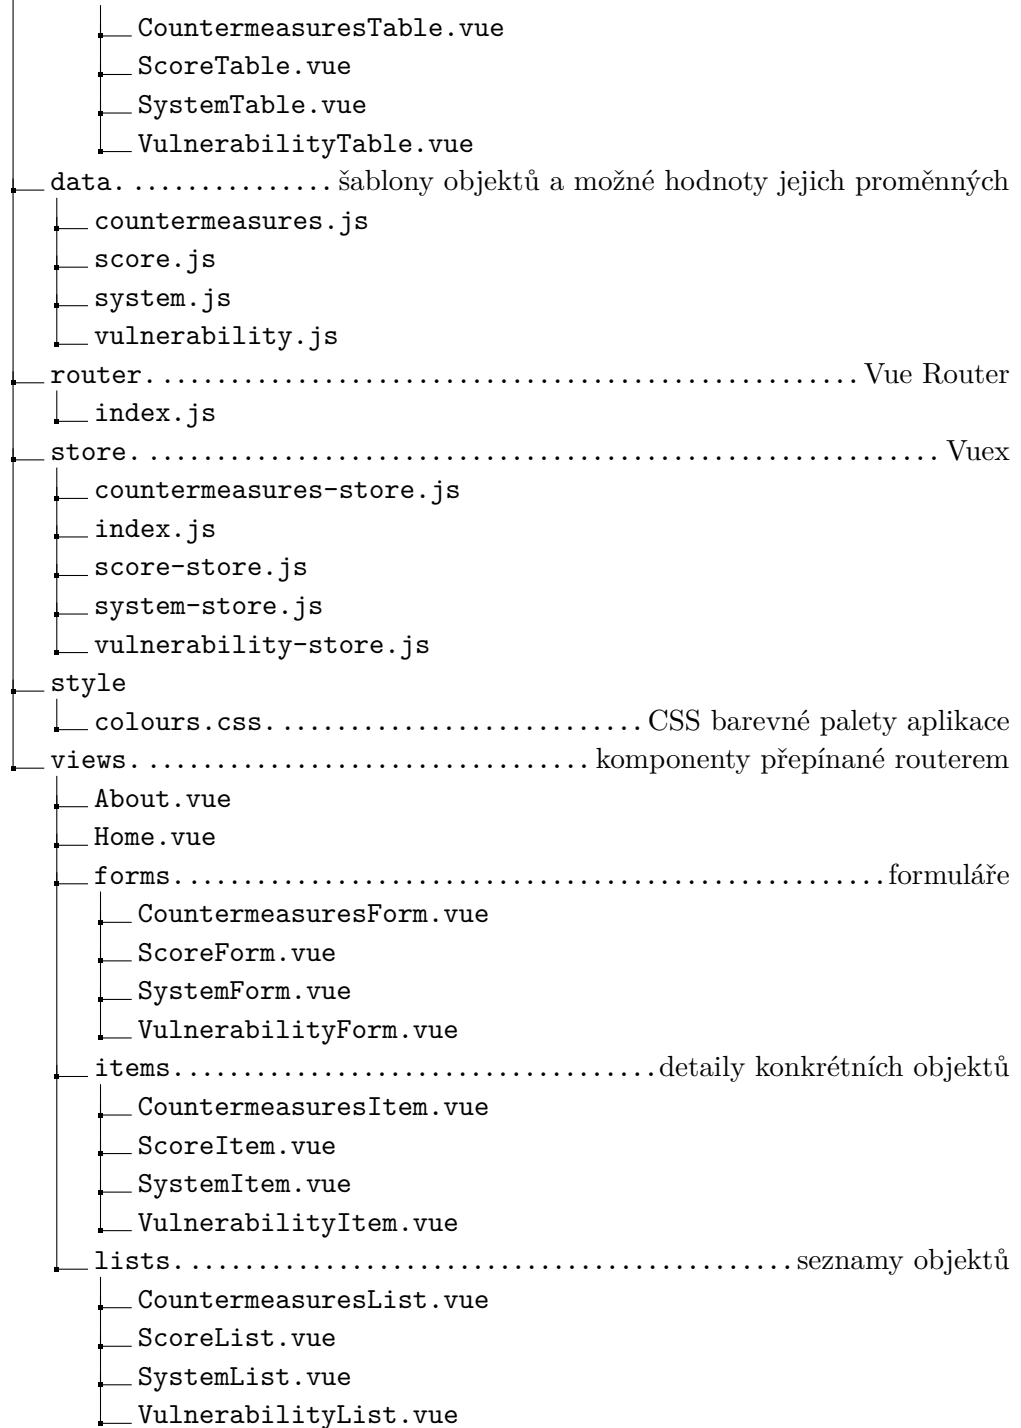 CountermeasuresTable.vue
ScoreTable.vue
SystemTable.vue
VulnerabilityTable.vue
data................šablony objektů a možné hodnoty jejich proměnných
countermeasures.js
score.js
system.js
vulnerability.js
router..................................................Vue Router
index.js
store........................................................Vuex
countermeasures-store.js
index.js
score-store.js
system-store.js
vulnerability-store.js
style
colours.css...........................CSS barevné palety aplikace
views.................................komponenty přepínané routerem
About.vue
Home.vue
forms..................................................formuláře
CountermeasuresForm.vue
ScoreForm.vue
SystemForm.vue
VulnerabilityForm.vue
items..................................detaily konkrétních objektů
CountermeasuresItem.vue
ScoreItem.vue
SystemItem.vue
VulnerabilityItem.vue
lists............................................seznamy objektů
CountermeasuresList.vue
ScoreList.vue
SystemList.vue
VulnerabilityList.vue